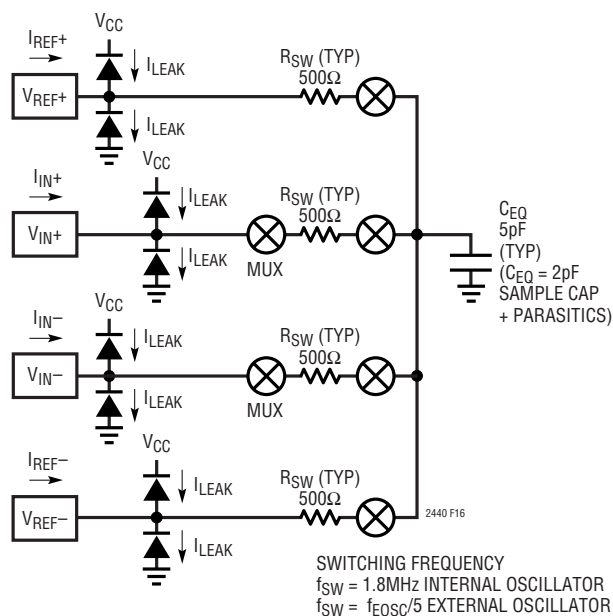 VCC
IREF+
ILEAK
RSW (TYP)
500Ω
VREF+
ILEAK
VCC
IIN+
ILEAK
RSW (TYP)
500Ω
VIN+
MUX
ILEAK
CEQ
5pF
(TYP)
(CEQ = 2pF
SAMPLE CAP
+ PARASITICS)
VCC
IIN–
ILEAK
RSW (TYP)
500Ω
VIN–
MUX
ILEAK
VCC
IREF–
ILEAK
RSW (TYP)
500Ω
VREF–
2440 F16
ILEAK
SWITCHING FREQUENCY
fSW = 1.8MHz INTERNAL OSCILLATOR
fSW = fEOSC/5 EXTERNAL OSCILLATOR